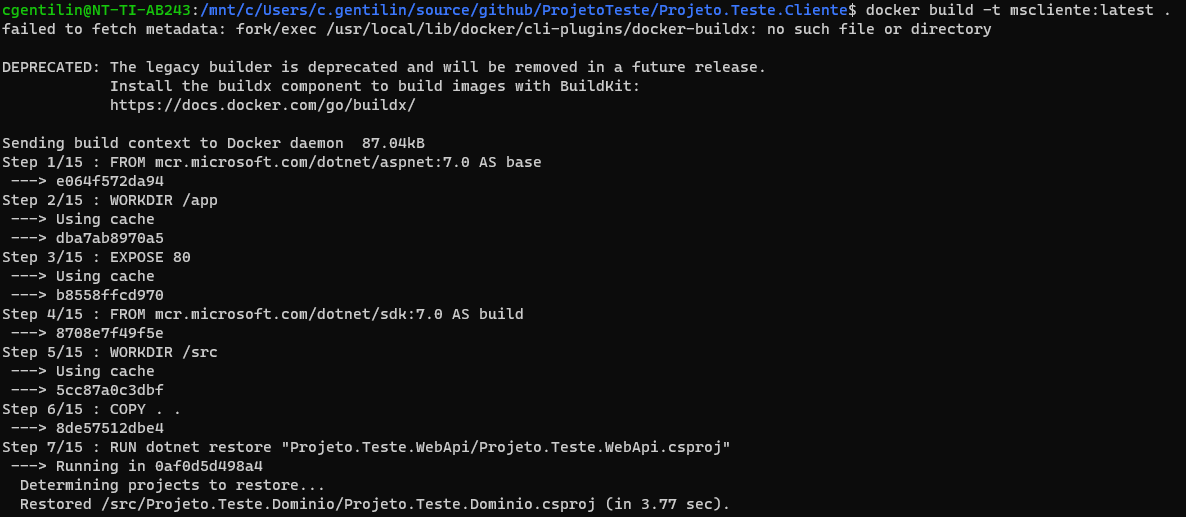 cgentilin@NT-TI-AB243:/mnt/c/Users/c.gentilin/source/github/ProjetoTeste/Projeto.Teste.Cliente$ docker build -t mscliente:latest .
failed to fetch metadata: fork/exec /usr/local/lib/docker/cli-plugins/docker-buildx: no such file or directory
DEPRECATED: The legacy builder is deprecated and will be removed in a future release.
Install the buildx component to build images with BuildKit:
https://docs.docker.com/go/buildx/
Sending build context to Docker daemon  87.04kB
Step 1/15 : FROM mcr.microsoft.com/dotnet/aspnet:7.0 AS base
---> e064f572da94
Step 2/15 : WORKDIR /app
---> Using cache
---> dba7ab8970a5
Step 3/15 : EXPOSE 80
---> Using cache
---> b8558ffcd970
Step 4/15 : FROM mcr.microsoft.com/dotnet/sdk:7.0 AS build
---> 8708e7f49f5e
Step 5/15 : WORKDIR /src
---> Using cache
---> 5cc87a0c3dbf
Step 6/15 : COPY . .
---> 8de57512dbe4
Step 7/15 : RUN dotnet restore "Projeto.Teste.WebApi/Projeto.Teste.WebApi.csproj"
---> Running in 0af0d5d498a4
Determining projects to restore...
Restored /src/Projeto.Teste.Dominio/Projeto.Teste.Dominio.csproj (in 3.77 sec).